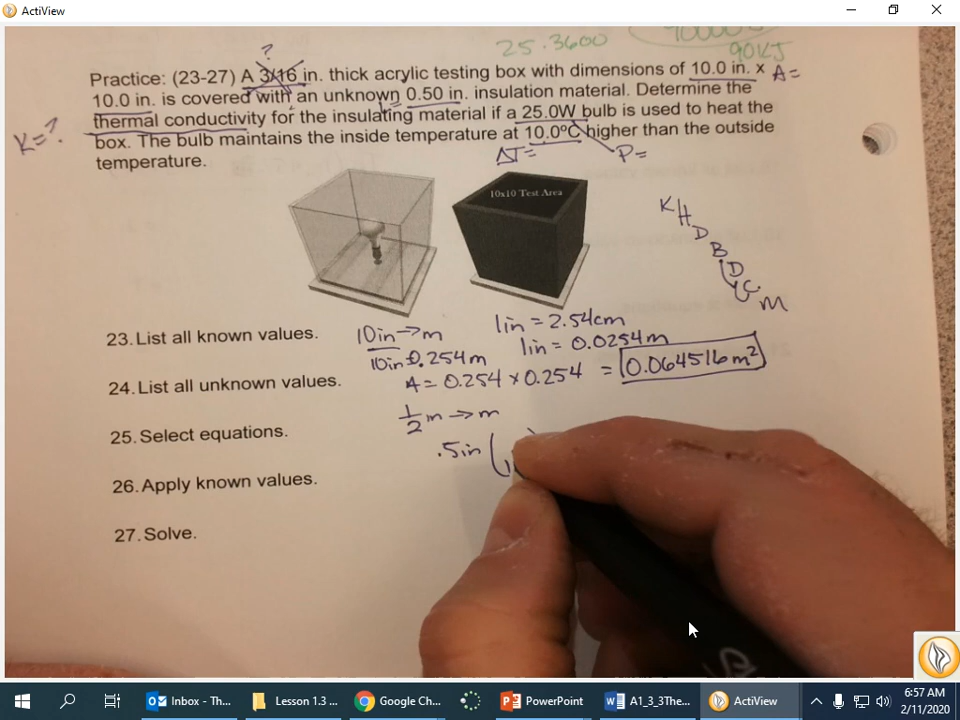 ActiView
25.3600
100000
90KJ
?
Practice: (23-27) A 3/16 in. thick acrylic testing box with dimensions of 10.0 in. x A=
10.0 in. is covered with an unknown 0.50 in. insulation material. Determine the
L=
thermal conductivity for the insulating material if a 25.0W bulb is used to heat the
K=?
box. The bulb maintains the inside temperature at 10.0ºC higher than the outside
temperature.
ΔT= P=
10x10 Test Area
K/H
D
B
D
C
M
23. List all known values.
10in→m
1in = 2.54cm
1in = 0.0254m
10in=0.254m
24. List all unknown values.
A = 0.254 x 0.254 = 0.064516m²
1/2 in → m
25. Select equations.
.5in (
26. Apply known values.
27. Solve.
Inbox - Th...
Lesson 1.3 ...
Google Ch...
PowerPoint
A1_3_3The...
ActiView
6:57 AM
2/11/2020